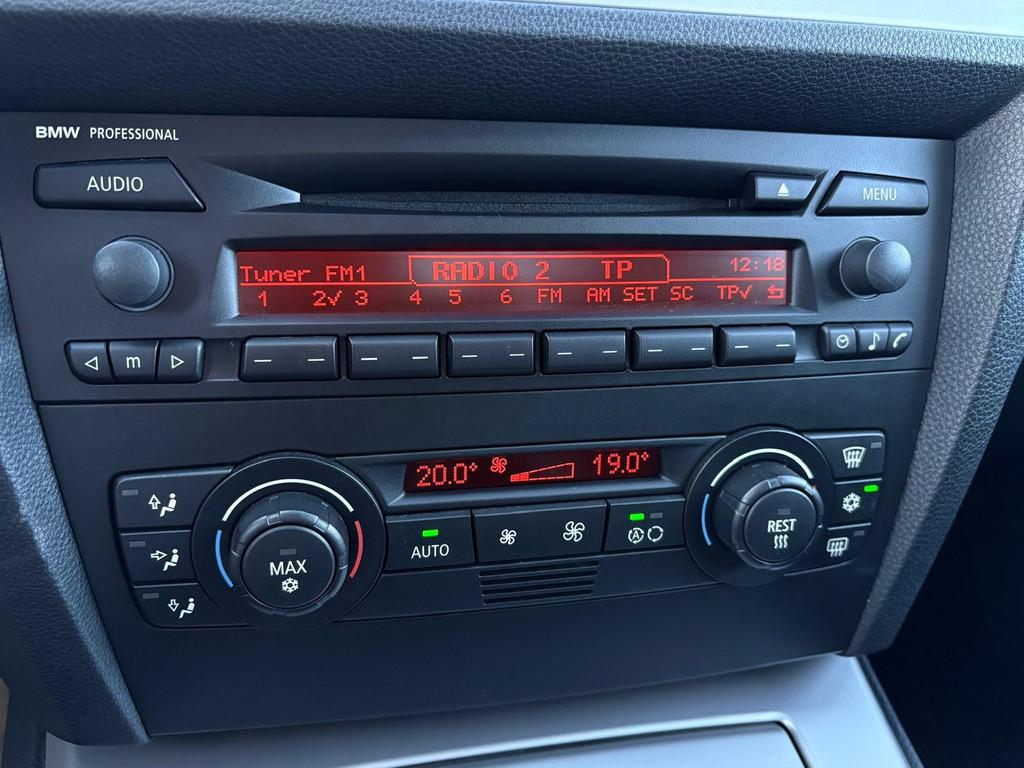 BMW PROFESSIONAL
AUDIO
MENU
Tuner FM1 RADIO 2 TP 12:18
1 2✓ 3 4 5 6 FM AM SET SC TP✓
m
20.0° 19.0°
AUTO
A
MAX
REST